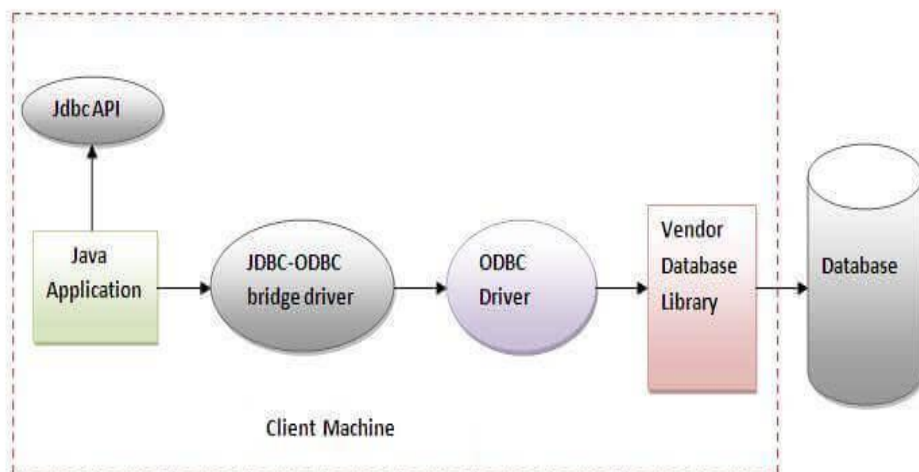 Jdbc API
Java
Application
JDBC-ODBC
bridge driver
ODBC
Driver
Vendor
Database
Library
Database
Client Machine